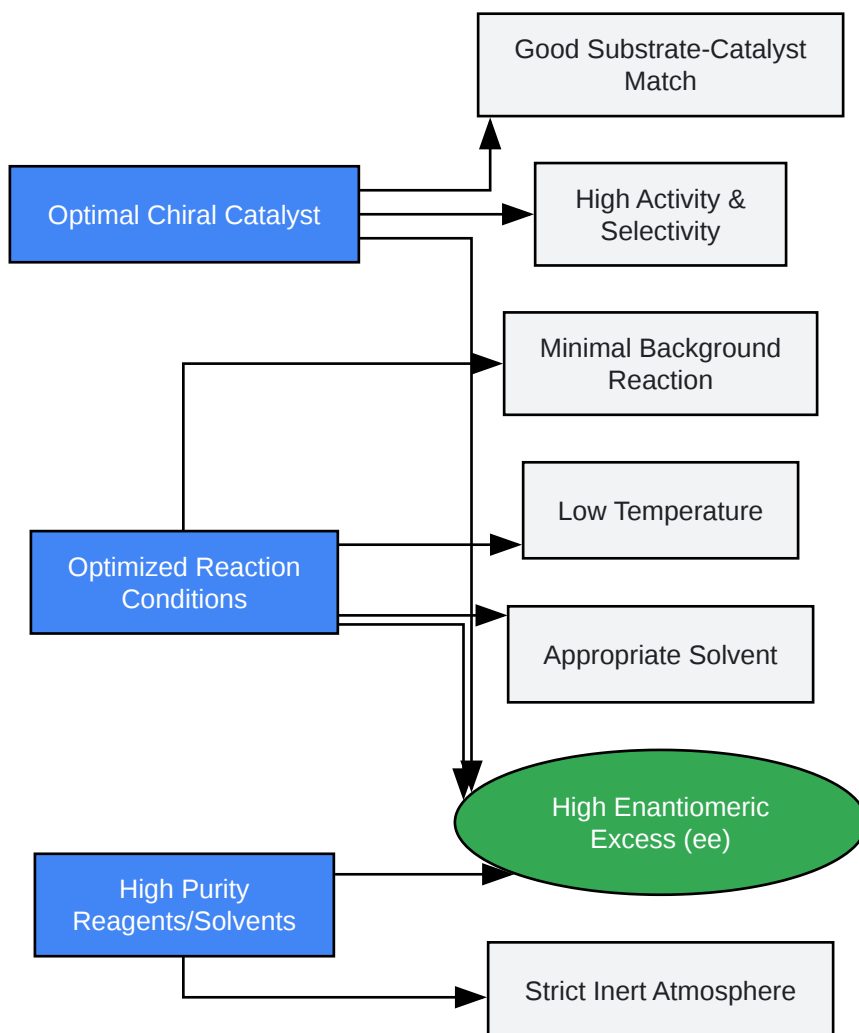 Good Substrate-Catalyst
Match
Optimal Chiral Catalyst
High Activity &
Selectivity
Minimal Background
Reaction
Low Temperature
Optimized Reaction
Conditions
Appropriate Solvent
High Enantiomeric
Excess (ee)
High Purity
Reagents/Solvents
Strict Inert Atmosphere